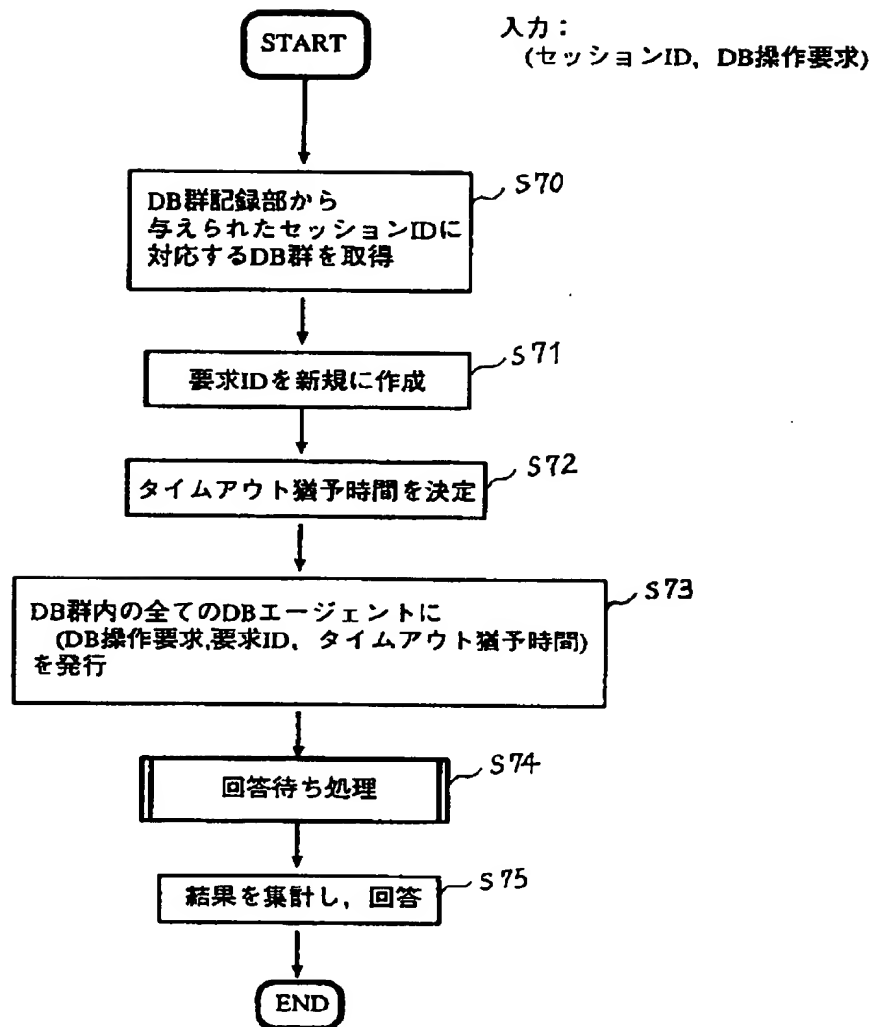 START
入力：
(セッションID，DB操作要求)
S70
DB群記録部から
与えられたセッションIDに
対応するDB群を取得
S71
要求IDを新規に作成
S72
タイムアウト猶予時間を決定
S73
DB群内の全てのDBエージェントに
(DB操作要求,要求ID，タイムアウト猶予時間)
を発行
S74
回答待ち処理
S75
結果を集計し，回答
END